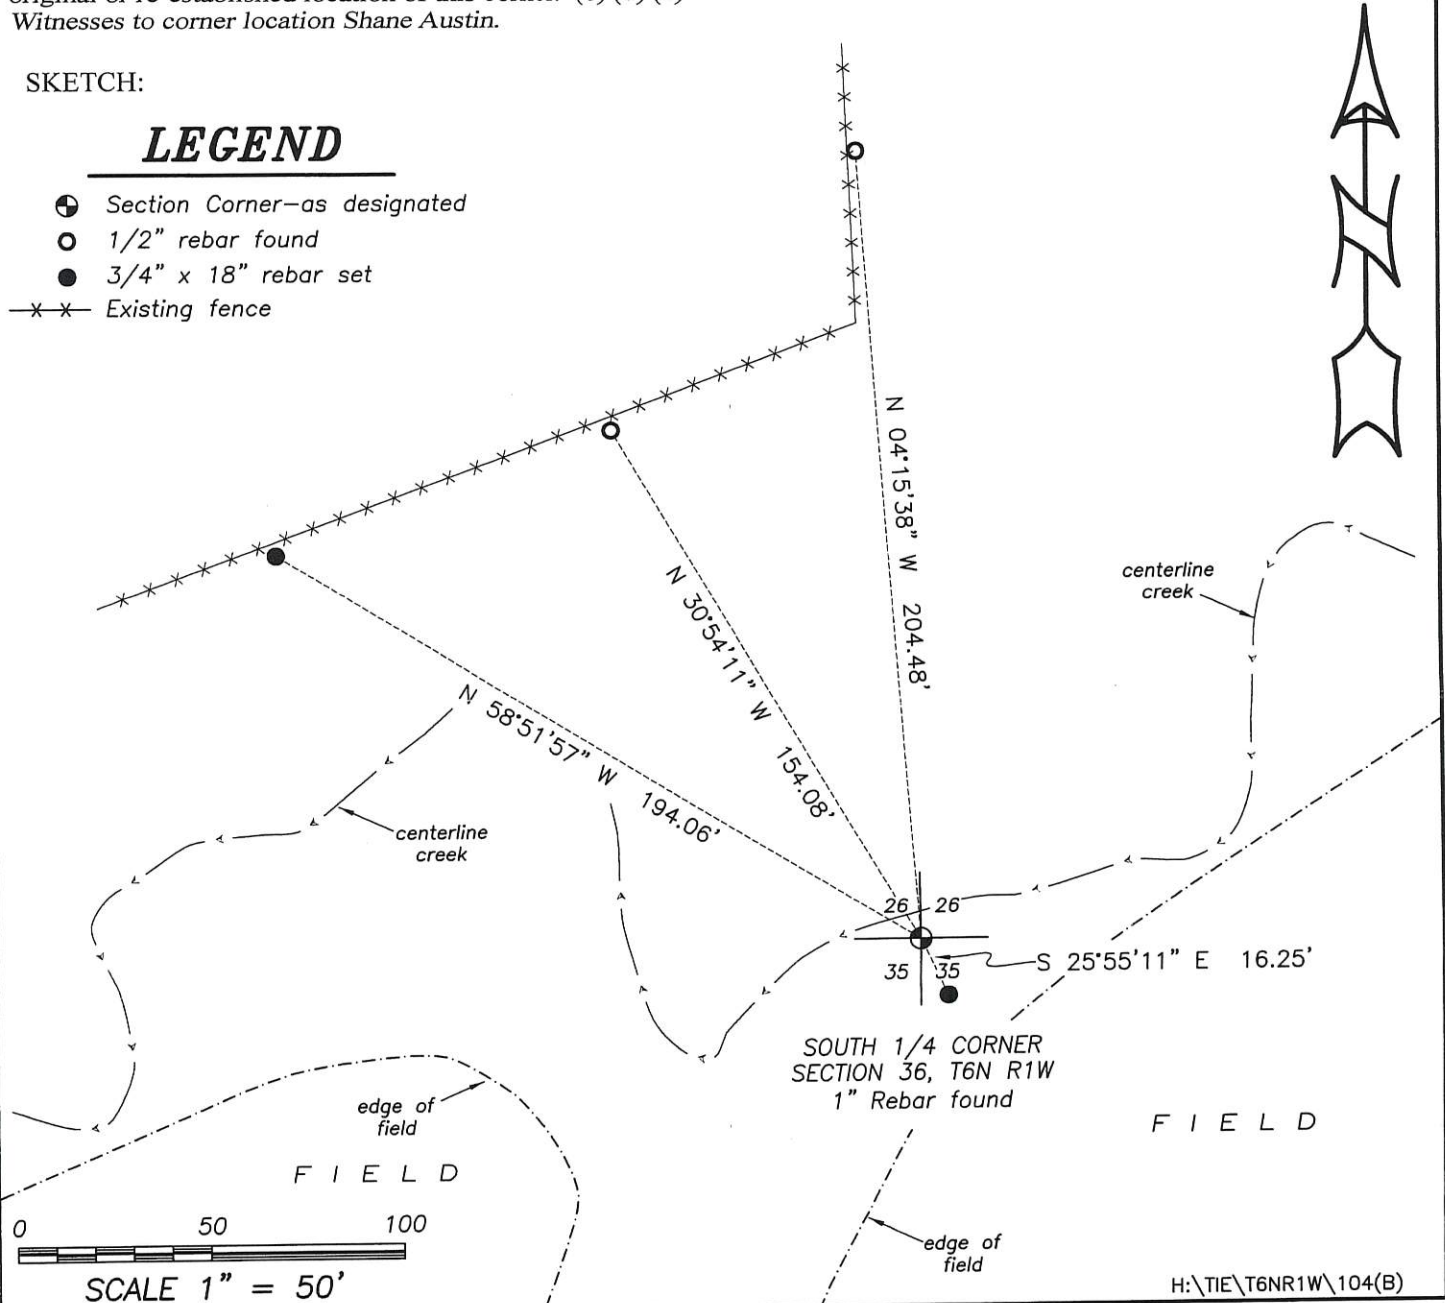 Witnesses to corner location Shane Austin.
SKETCH:
LEGEND
Section Corner-as designated
1/2" rebar found
3/4" x 18" rebar set
Existing fence
N
N 04°15'38" W 204.48'
N 30°54'11" W 154.08'
N 58°51'57" W 194.06'
centerline
creek
centerline
creek
26 26
35 35
S 25°55'11" E 16.25'
SOUTH 1/4 CORNER
SECTION 36, T6N R1W
1" Rebar found
edge of
field
FIELD
FIELD
edge of
field
0 50 100
SCALE 1" = 50'
H:\TIE\T6NR1W\104(B)